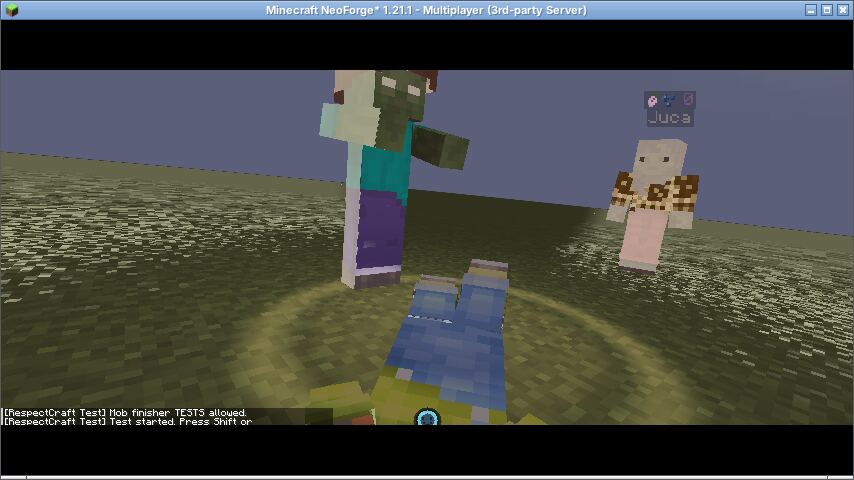 Minecraft NeoForge* 1.21.1 - Multiplayer (3rd-party Server)
Juca
[RespectCraft Test] Mob finisher TESTS allowed.
[RespectCraft Test] Test started. Press Shift or